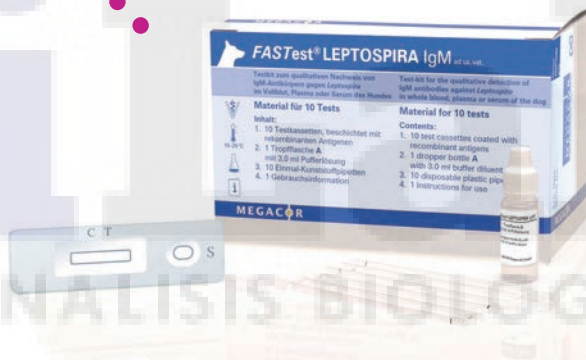 FASTest® LEPTOSPIRA IgM ad us. vet.
Testkit zum qualitativen Nachweis von
IgM-Antikörpern gegen Leptospira
im Vollblut, Plasma oder Serum des Hundes
Test-kit for the qualitative detection of
IgM antibodies against Leptospira
in whole blood, plasma or serum of the dog
Material für 10 Tests
Inhalt:
1. 10 Testkassetten, beschichtet mit
rekombinanten Antigenen
2. 1 Tropfflasche A
mit 3,0 ml Pufferlösung
3. 10 Einmal-Kunststoffpipetten
4. 1 Gebrauchsinformation
Material for 10 tests
Contents:
1. 10 test cassettes coated with
recombinant antigens
2. 1 dropper bottle A
with 3.0 ml buffer diluent
3. 10 disposable plastic
4. 1 instructions for use
MEGACOR
C T
S
NALISIS BIOLOG